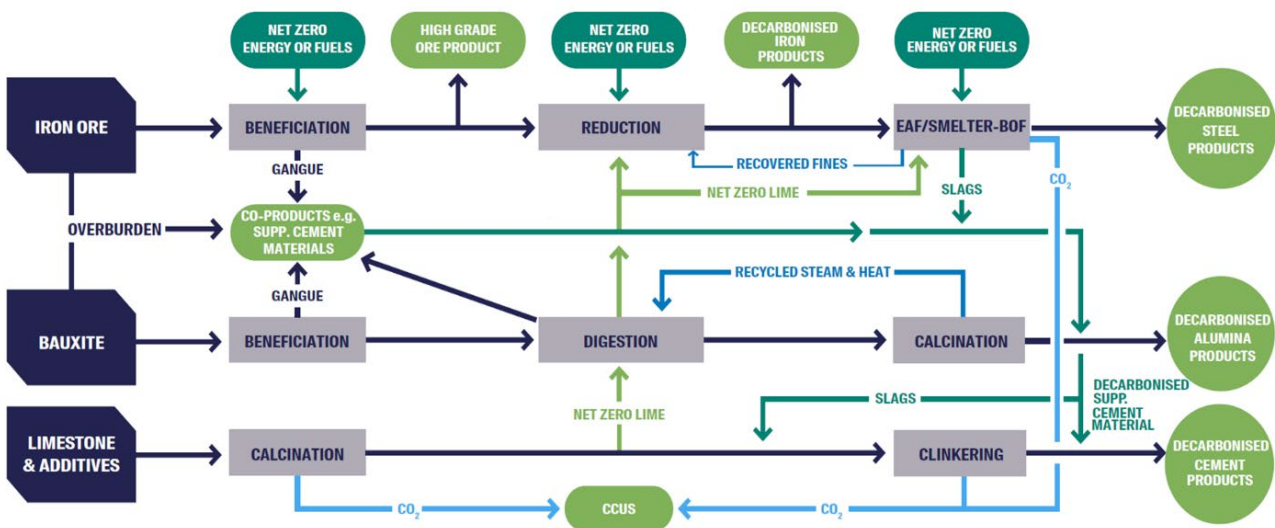 NET ZERO
ENERGY OR FUELS
HIGH GRADE
ORE PRODUCT
NET ZERO
ENERGY OR FUELS
DECARBONISED
IRON
PRODUCTS
NET ZERO
ENERGY OR FUELS
IRON ORE
BENEFICIATION
REDUCTION
EAF/SMELTER-BOF
DECARBONISED
STEEL
PRODUCTS
GANGUE
RECOVERED FINES
SLAGS
CO₂
NET ZERO LIME
OVERBURDEN
CO-PRODUCTS e.g.
SUPP. CEMENT
MATERIALS
RECYCLED STEAM & HEAT
GANGUE
BAUXITE
BENEFICIATION
DIGESTION
CALCINATION
DECARBONISED
ALUMINA
PRODUCTS
NET ZERO LIME
SLAGS
DECARBONISED
SUPP.
CEMENT
MATERIAL
LIMESTONE
& ADDITIVES
CALCINATION
CLINKERING
DECARBONISED
CEMENT
PRODUCTS
CO₂
CCUS
CO₂